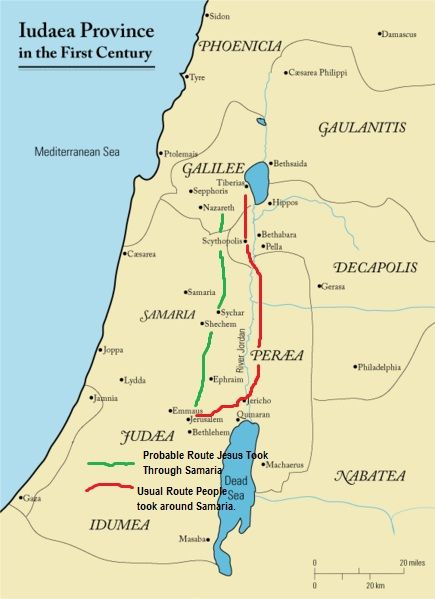 Iudaea Province
in the First Century
Sidon
PHOENICIA
Damascus
Cæsarea Philippi
Tyre
GAULANITIS
Mediterranean Sea
Ptolemais
GALILEE
Bethsaida
Tiberias
Sepphoris
Hippos
Nazareth
Bethabara
Scythopolis
Pella
Cæsarea
DECAPOLIS
Gerasa
Samaria
SAMARIA
Sychar
Shechem
River Jordan
Joppa
PERÆA
Philadelphia
Lydda
Ephraim
Jamnia
Jericho
Emmaus
Jerusalem
Qumaran
Bethlehem
JUDÆA
Probable Route Jesus Took
Through Samaria
Machaerus
Usual Route People
took around Samaria.
Dead
Sea
NABATEA
Gaza
IDUMEA
Masaba
0
20 miles
0
20 km